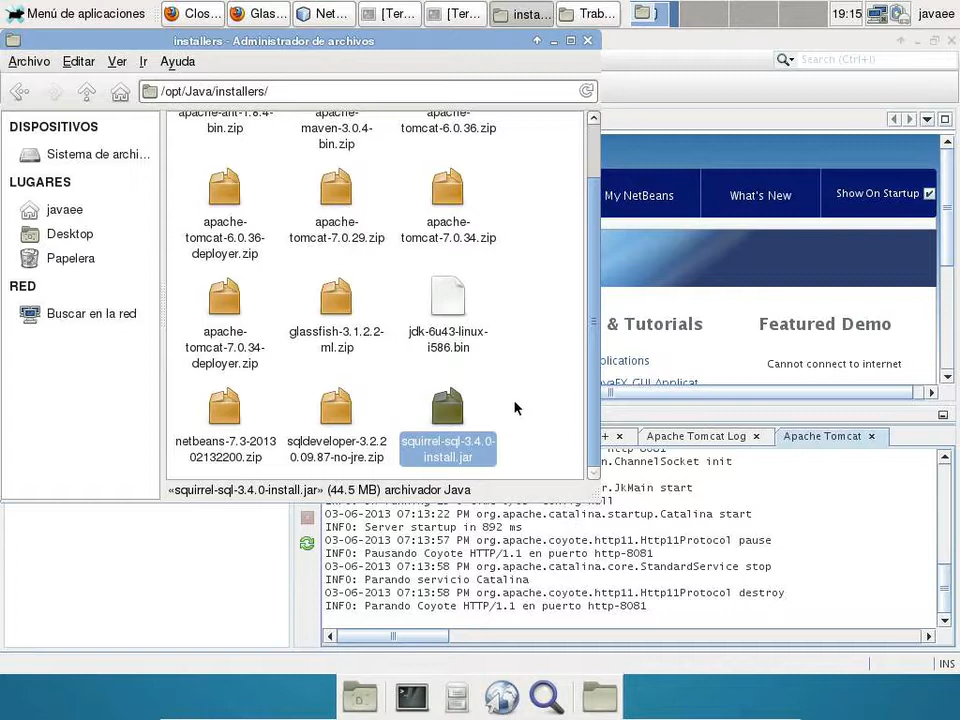 Menú de aplicaciones
Clos...
Glas...
Net...
[Ter...
[Ter...
insta...
Trab...
19:15
javaee
installers - Administrador de archivos
Archivo Editar Ver Ir Ayuda
Search (Ctrl+I)
/opt/Java/installers/
DISPOSITIVOS
Sistema de archi...
LUGARES
javaee
Desktop
Papelera
RED
Buscar en la red
apache-ant-1.8.4-
bin.zip
apache-
maven-3.0.4-
bin.zip
apache-
tomcat-6.0.36.zip
apache-
tomcat-6.0.36-
deployer.zip
apache-
tomcat-7.0.29.zip
apache-
tomcat-7.0.34.zip
apache-
tomcat-7.0.34-
deployer.zip
glassfish-3.1.2.2-
ml.zip
jdk-6u43-linux-
i586.bin
netbeans-7.3-2013
02132200.zip
sqldeveloper-3.2.2
0.09.87-no-jre.zip
squirrel-sql-3.4.0-
install.jar
«squirrel-sql-3.4.0-install.jar» (44.5 MB) archivador Java
My NetBeans
What's New
Show On Startup
& Tutorials
Featured Demo
Cannot connect to internet
Apache Tomcat Log
Apache Tomcat
.ChannelSocket init
.JkMain start
03-06-2013 07:13:22 PM org.apache.catalina.startup.Catalina start
INFO: Server startup in 892 ms
03-06-2013 07:13:57 PM org.apache.coyote.http11.Http11Protocol pause
INFO: Pausando Coyote HTTP/1.1 en puerto http-8081
03-06-2013 07:13:58 PM org.apache.catalina.core.StandardService stop
INFO: Parando servicio Catalina
03-06-2013 07:13:58 PM org.apache.coyote.http11.Http11Protocol destroy
INFO: Parando Coyote HTTP/1.1 en puerto http-8081
INS